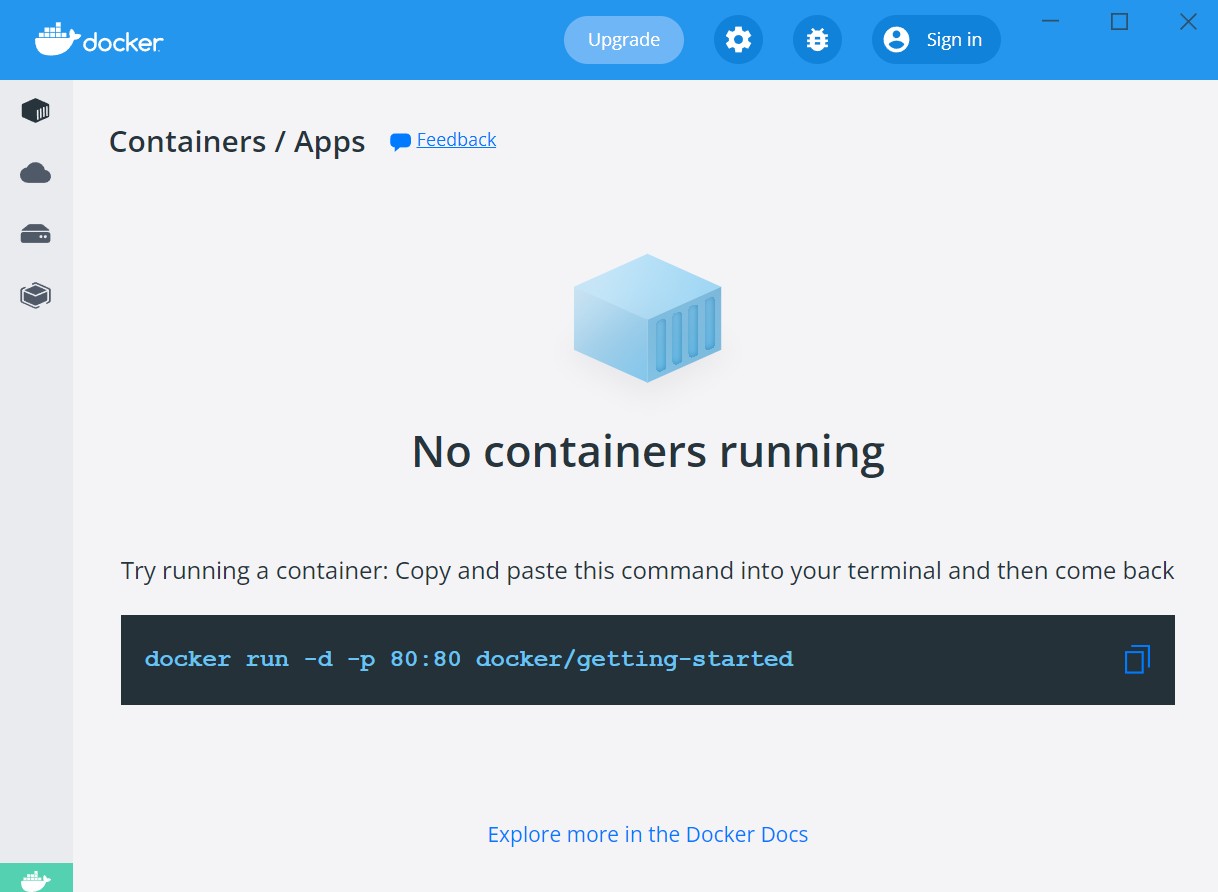 docker
Upgrade
Sign in
Containers / Apps
Feedback
No containers running
Try running a container: Copy and paste this command into your terminal and then come back
docker run -d -p 80:80 docker/getting-started
Explore more in the Docker Docs